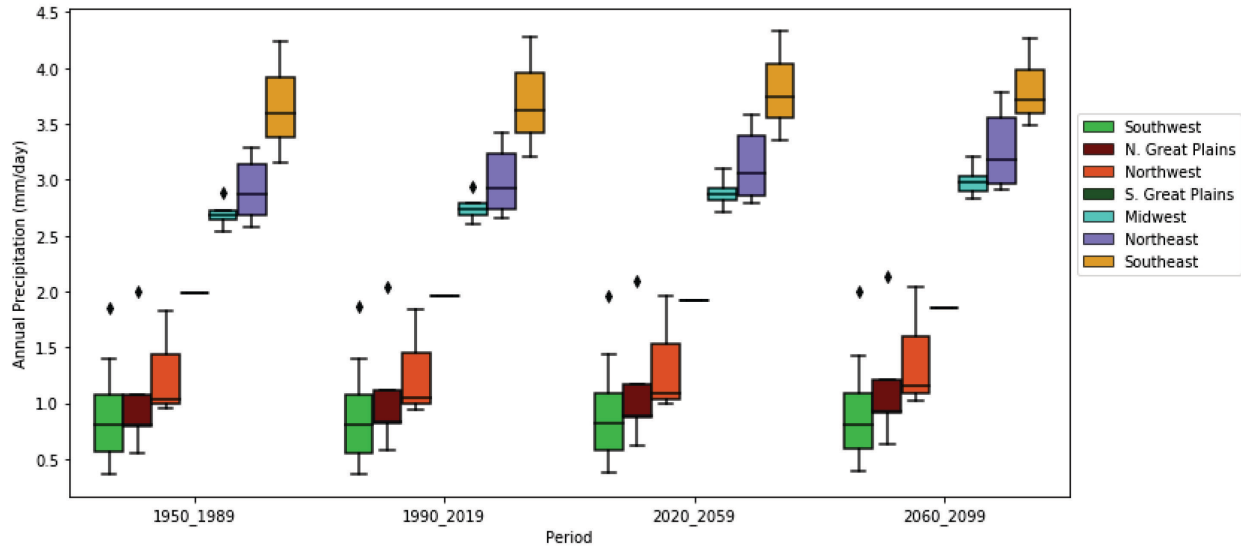 Annual Precipitation (mm/day)
4.5
4.0
3.5
3.0
2.5
2.0
1.5
1.0
0.5
1950_1989
1990_2019
2020_2059
2060_2099
Period
Southwest
N. Great Plains
Northwest
S. Great Plains
Midwest
Northeast
Southeast